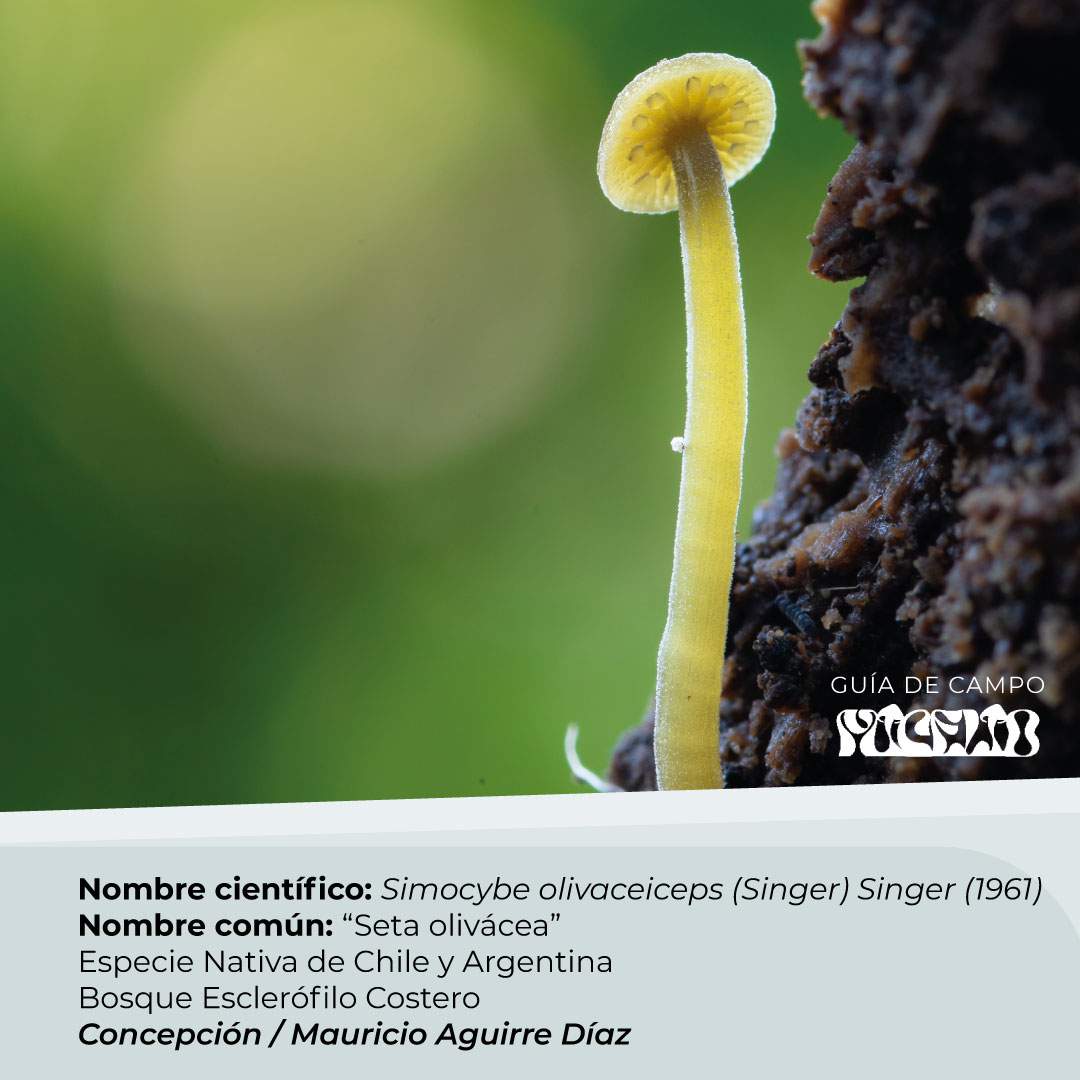 GUÍA DE CAMPO
MICELIO
Nombre científico: Simocybe olivaceiceps (Singer) Singer (1961)
Nombre común: “Seta olivácea”
Especie Nativa de Chile y Argentina
Bosque Esclerófilo Costero
Concepción / Mauricio Aguirre Díaz